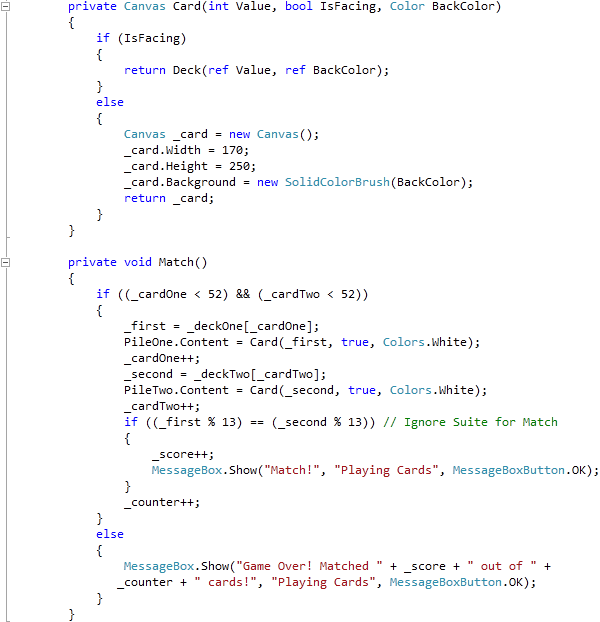 private Canvas Card(int Value, bool IsFacing, Color BackColor)
{
if (IsFacing)
{
return Deck(ref Value, ref BackColor);
}
else
{
Canvas _card = new Canvas();
_card.Width = 170;
_card.Height = 250;
_card.Background = new SolidColorBrush(BackColor);
return _card;
}
}
private void Match()
{
if ((_cardOne < 52) && (_cardTwo < 52))
{
_first = _deckOne[_cardOne];
PileOne.Content = Card(_first, true, Colors.White);
_cardOne++;
_second = _deckTwo[_cardTwo];
PileTwo.Content = Card(_second, true, Colors.White);
_cardTwo++;
if ((_first % 13) == (_second % 13)) // Ignore Suite for Match
{
_score++;
MessageBox.Show("Match!", "Playing Cards", MessageBoxButton.OK);
}
_counter++;
}
else
{
MessageBox.Show("Game Over! Matched " + _score + " out of " +
_counter + " cards!", "Playing Cards", MessageBoxButton.OK);
}
}